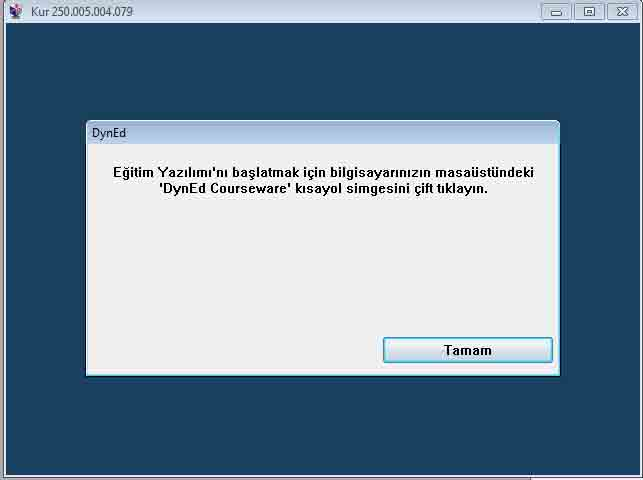 Kur 250.005.004.079
DynEd
Eğitim Yazılımı'nı başlatmak için bilgisayarınızın masaüstündeki
'DynEd Courseware' kısayol simgesini çift tıklayın.
Tamam